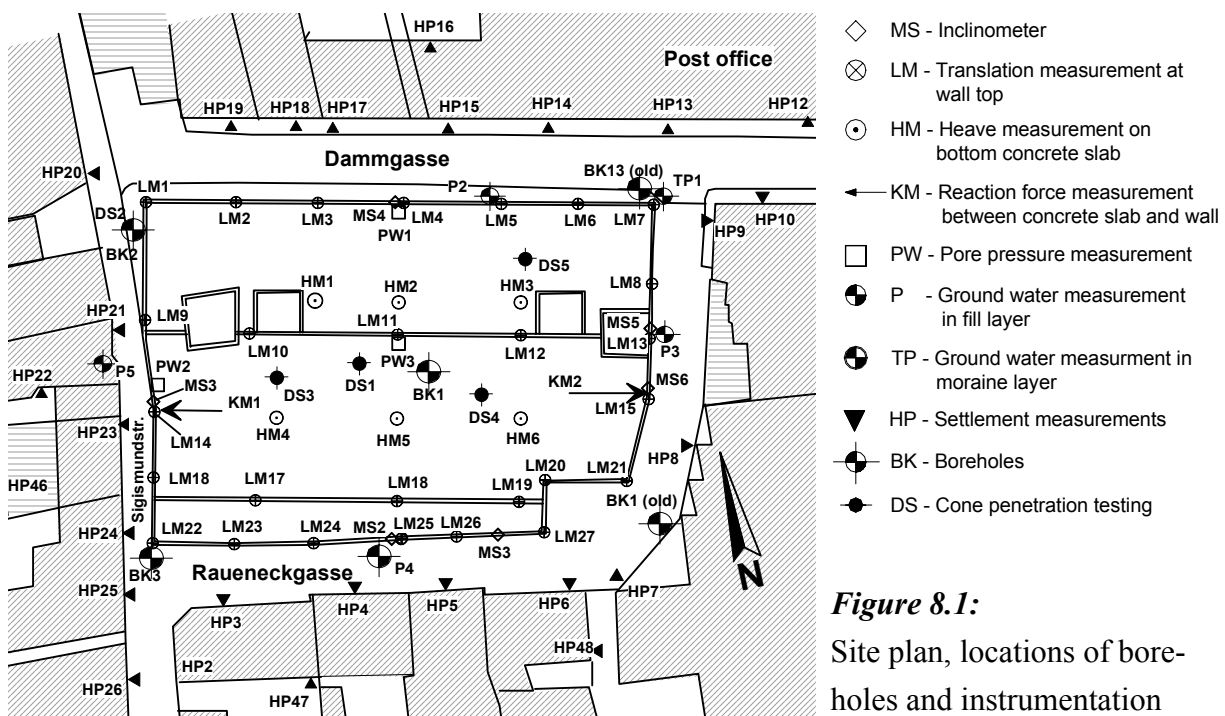 HP16
Post office
HP19
HP18
HP17
HP15
HP14
HP13
HP12
Dammgasse
HP20
LM1
P2
BK13 (old)
TP1
DS2
LM2
LM3
MS4
LM4
LM5
LM6
LM7
HP10
HP9
BK2
PW1
DS5
HM1
HM2
HM3
LM8
HP21
LM9
LM11
MS5
LM10
PW3
LM12
LM13
P3
P5
PW2
DS1
HP22
MS3
DS3
BK1
KM2
MS6
KM1
DS4
LM15
HP23
LM14
HM4
HM5
HM6
HP8
Sigismundstr.
LM18
LM17
LM18
LM19
LM20
LM21
HP46
BK1 (old)
HP24
LM22
LM23
LM24
MS2
LM25
LM26
MS3
LM27
BK3
Raueneckgasse
P4
N
HP25
HP3
HP4
HP5
HP6
HP7
HP2
HP48
HP26
HP47
MS - Inclinometer
LM - Translation measurement at
wall top
HM - Heave measurement on
bottom concrete slab
KM - Reaction force measurement
between concrete slab and wall
PW - Pore pressure measurement
P - Ground water measurement
in fill layer
TP - Ground water measurment in
moraine layer
HP - Settlement measurements
BK - Boreholes
DS - Cone penetration testing
Figure 8.1:
Site plan, locations of bore-
holes and instrumentation